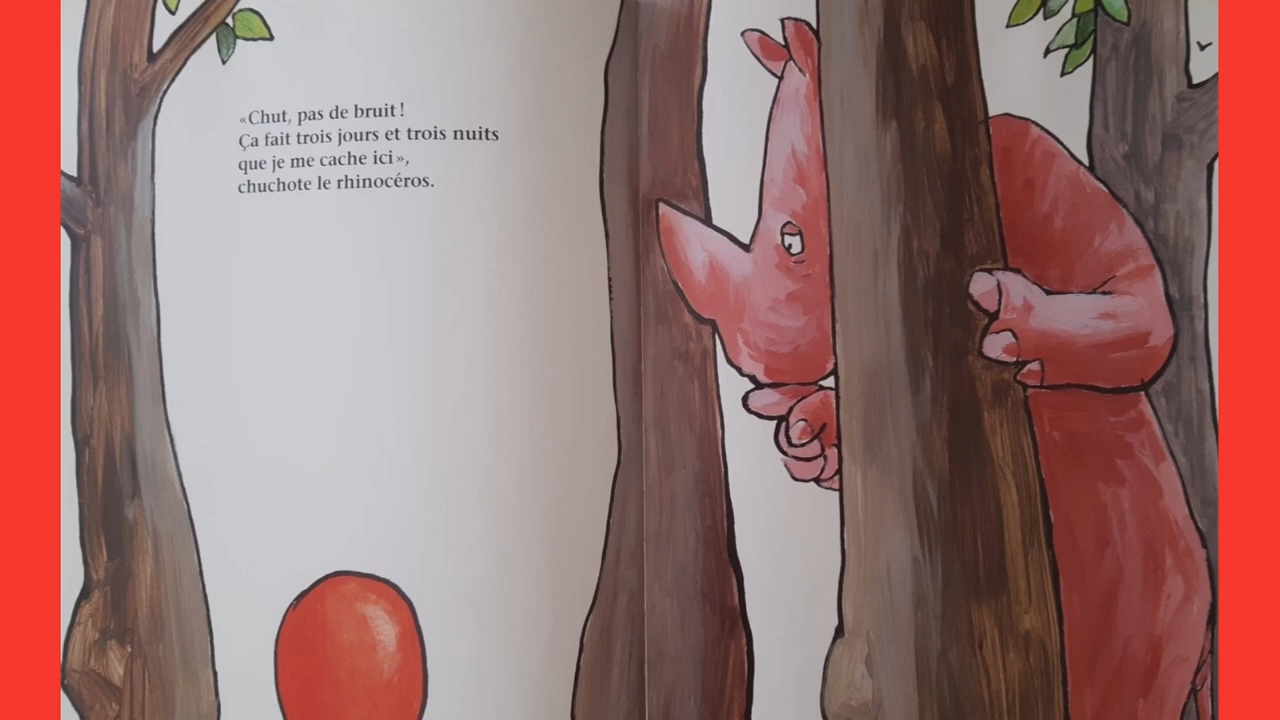 «Chut, pas de bruit !
Ça fait trois jours et trois nuits
que je me cache ici»,
chuchote le rhinocéros.